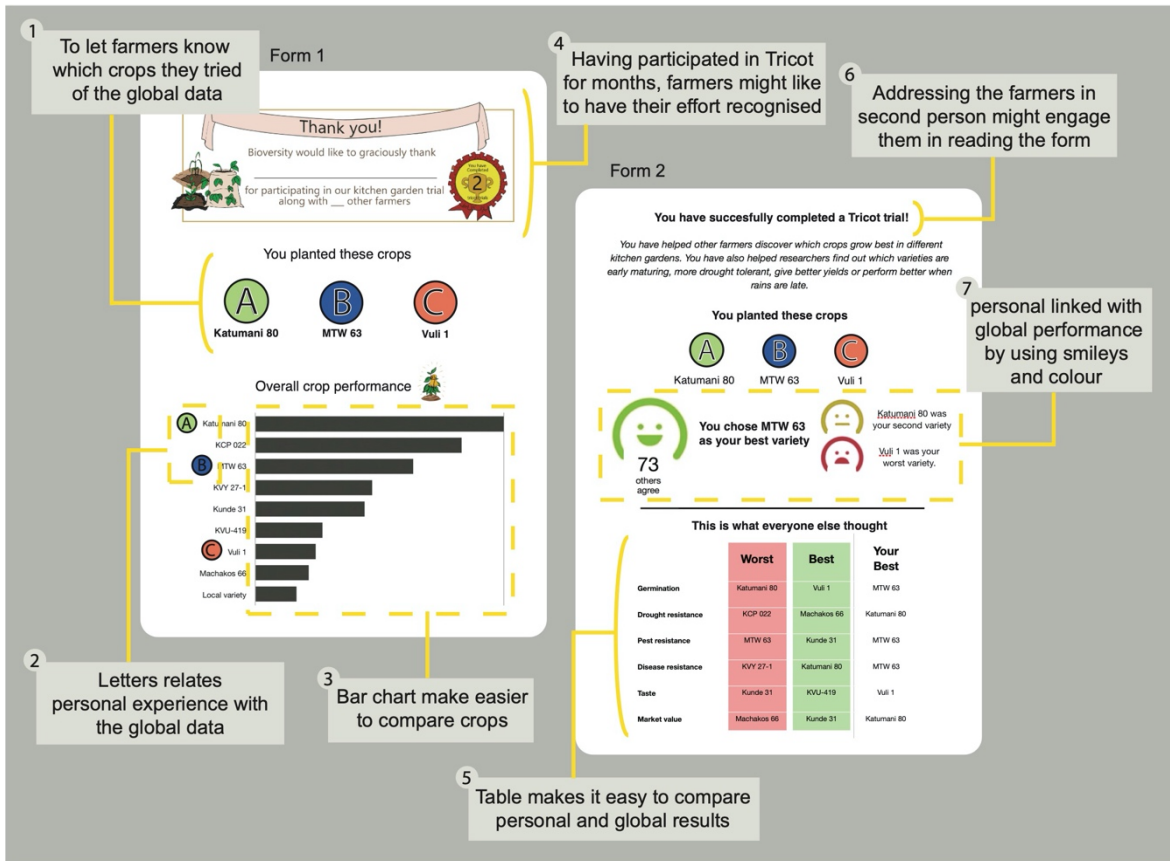 1
To let farmers know
which crops they tried
of the global data
Form 1
4
Having participated in Tricot
for months, farmers might like
to have their effort recognised
6
Addressing the farmers in
second person might engage
them in reading the form
Thank you!
Bioversity would like to graciously thank
for participating in our kitchen garden trial
along with ___ other farmers
You have
Completed
2
You planted these crops
A
B
C
Katumani 80
MTW 63
Vuli 1
Overall crop performance
A
Katumani 80
KCP 022
B
MTW 63
KVY 27-1
Kunde 31
KVU-419
C
Vuli 1
Machakos 66
Local variety
2
Letters relates
personal experience with
the global data
3
Bar chart make easier
to compare crops
Form 2
You have succesfully completed a Tricot trial!
You have helped other farmers discover which crops grow best in different
kitchen gardens. You have also helped researchers find out which varieties are
early maturing, more drought tolerant, give better yields or perform better when
rains are late.
You planted these crops
A
B
C
Katumani 80
MTW 63
Vuli 1
7
personal linked with
global performance
by using smileys
and colour
73
others
agree
You chose MTW 63
as your best variety
Katumani 80 was
your second variety
Vuli 1 was your
worst variety.
This is what everyone else thought
Worst
Best
Your
Best
Germination
Katumani 80
Vuli 1
MTW 63
Drought resistance
KCP 022
Machakos 66
Katumani 80
Pest resistance
MTW 63
Kunde 31
MTW 63
Disease resistance
KVY 27-1
Katumani 80
MTW 63
Taste
Kunde 31
KVU-419
Vuli 1
Market value
Machakos 66
Kunde 31
Katumani 80
5
Table makes it easy to compare
personal and global results